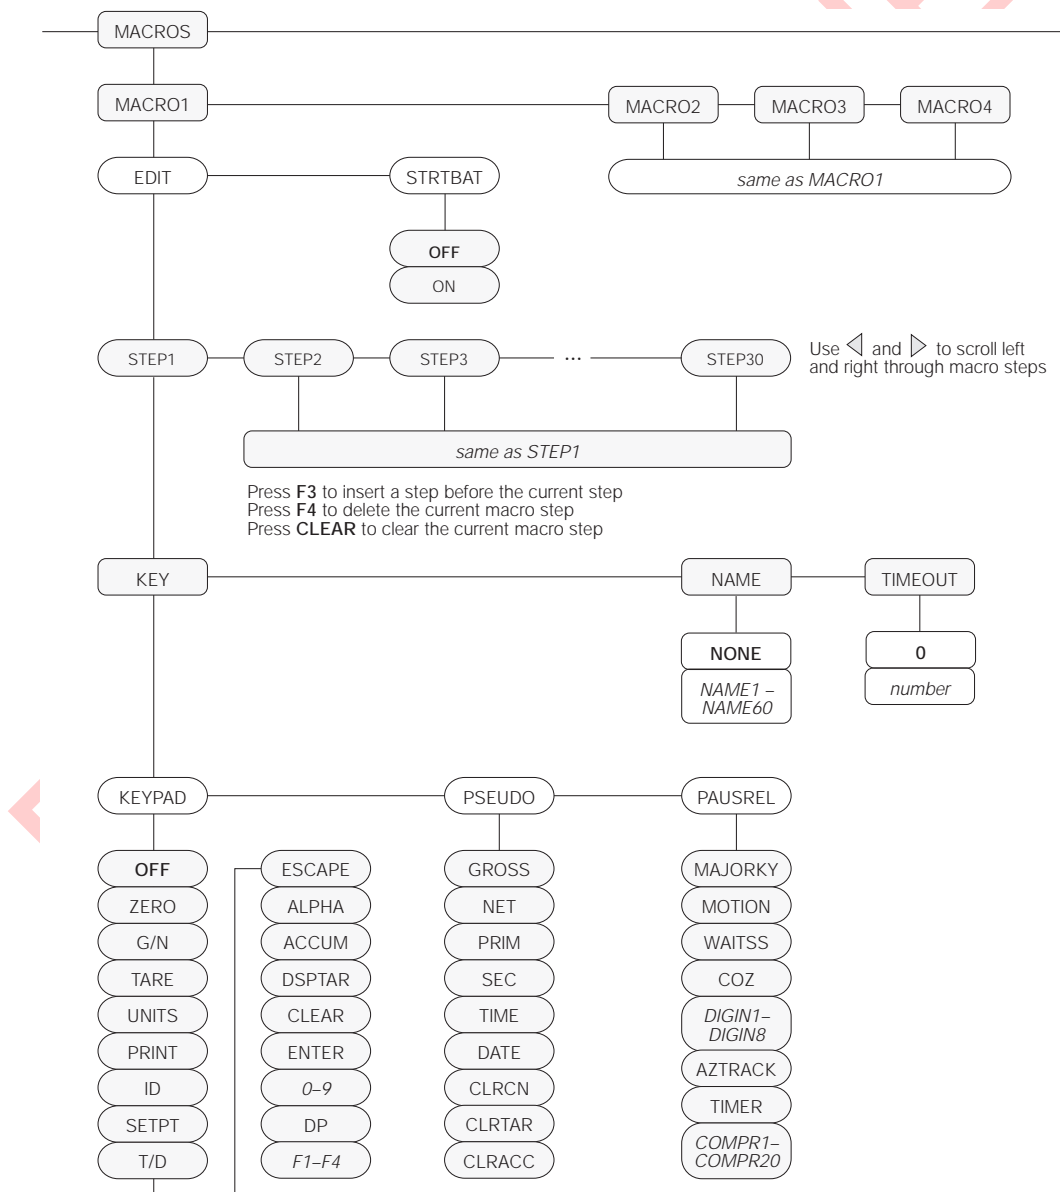 MACROS
MACRO1
MACRO2
MACRO3
MACRO4
EDIT
STRTBAT
same as MACRO1
OFF
ON
STEP1
STEP2
STEP3
...
STEP30
Use ◁ and ▷ to scroll left
and right through macro steps
same as STEP1
Press F3 to insert a step before the current step
Press F4 to delete the current macro step
Press CLEAR to clear the current macro step
KEY
NAME
TIMEOUT
NONE
0
NAME1 –
NAME60
number
KEYPAD
PSEUDO
PAUSREL
OFF
ZERO
G/N
TARE
UNITS
PRINT
ID
SETPT
T/D
ESCAPE
ALPHA
ACCUM
DSPTAR
CLEAR
ENTER
0–9
DP
F1–F4
GROSS
NET
PRIM
SEC
TIME
DATE
CLRCN
CLRTAR
CLRACC
MAJORKY
MOTION
WAITSS
COZ
DIGIN1–
DIGIN8
AZTRACK
TIMER
COMPR1–
COMPR20